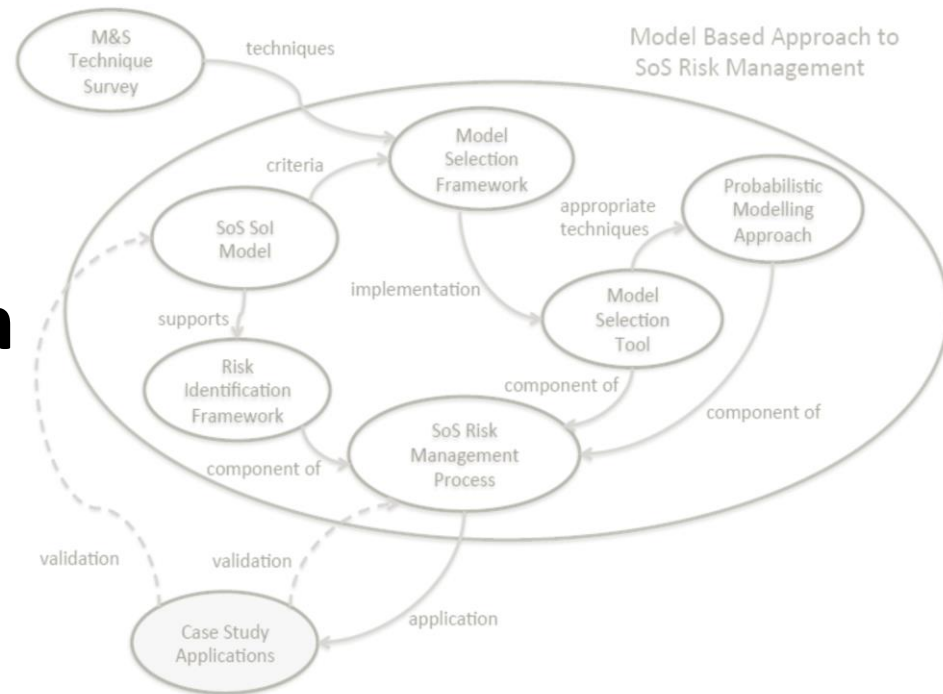 M&S
Technique
Survey
techniques
Model Based Approach to
SoS Risk Management
Model
Selection
Framework
criteria
Probabilistic
Modelling
Approach
appropriate
techniques
SoS SoI
Model
implementation
Model
Selection
Tool
supports
Risk
Identification
Framework
component of
SoS Risk
Management
Process
component of
component of
validation
validation
application
Case Study
Applications